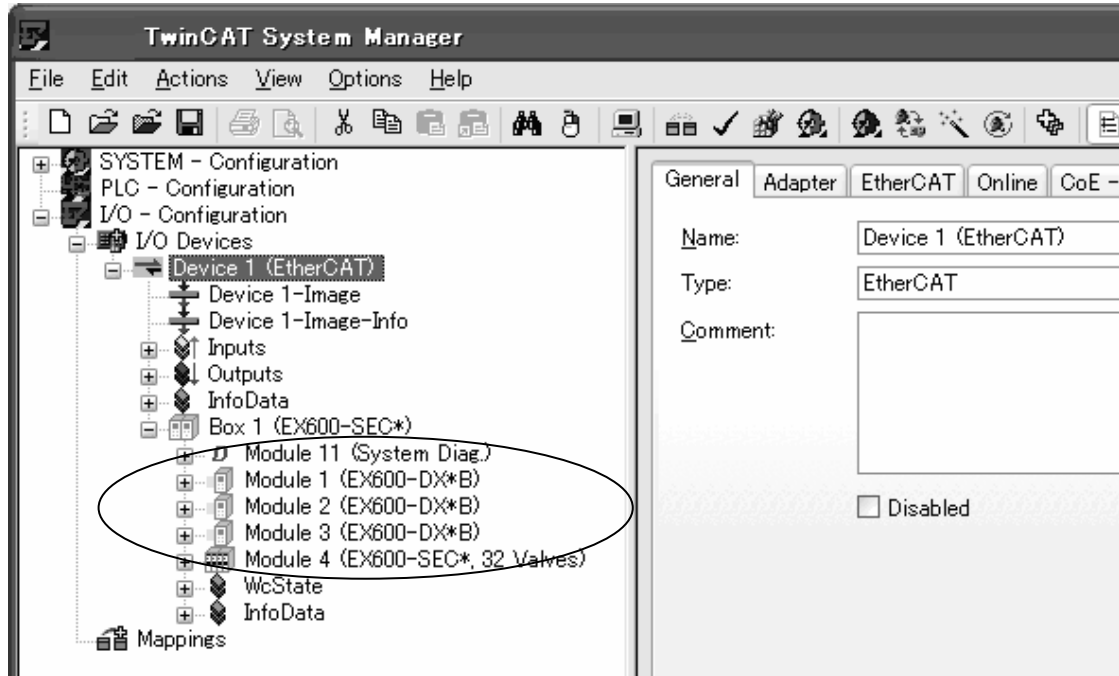 TwinCAT System Manager
File Edit Actions View Options Help
SYSTEM - Configuration
PLC - Configuration
I/O - Configuration
I/O Devices
Device 1 (EtherCAT)
Device 1-Image
Device 1-Image-Info
Inputs
Outputs
InfoData
Box 1 (EX600-SEC*)
Module 11 (System Diag.)
Module 1 (EX600-DX*B)
Module 2 (EX600-DX*B)
Module 3 (EX600-DX*B)
Module 4 (EX600-SEC*, 32 Valves)
WcState
InfoData
Mappings
General Adapter EtherCAT Online CoE -
Name: Device 1 (EtherCAT)
Type: EtherCAT
Comment:
Disabled